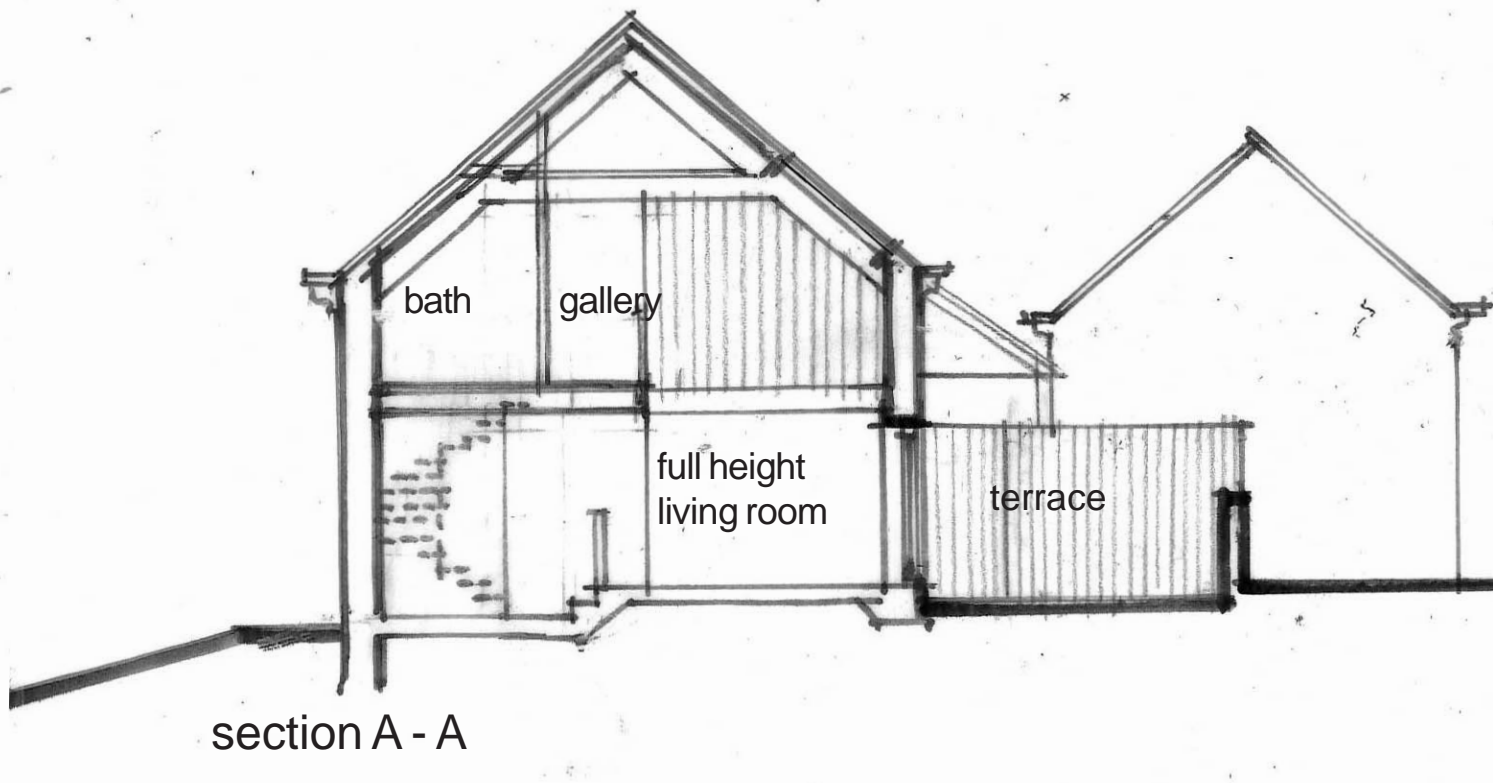 bath
gallery
full height
living room
terrace
section A - A